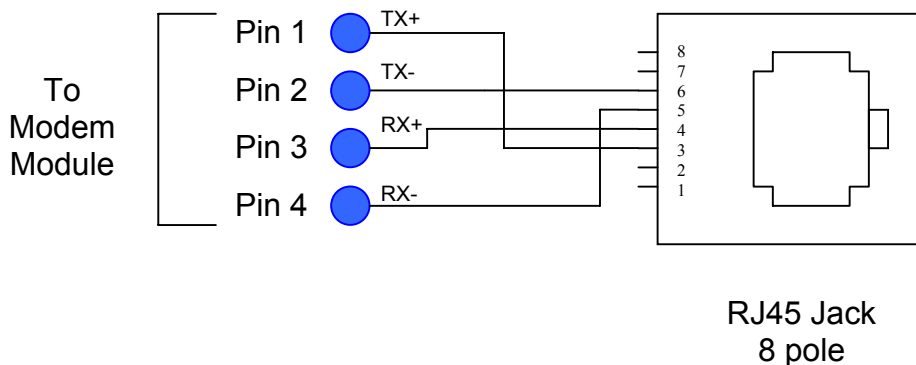 To
Modem
Module
Pin 1
TX+
Pin 2
TX-
Pin 3
RX+
Pin 4
RX-
8
7
6
5
4
3
2
1
RJ45 Jack
8 pole